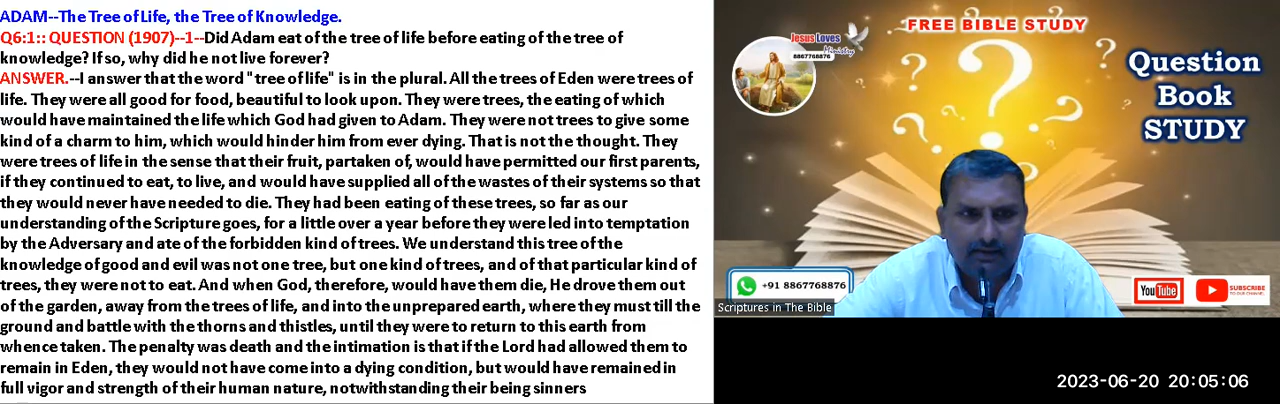 ADAM--The Tree of Life, the Tree of Knowledge.
Q6:1:: QUESTION (1907)--1--Did Adam eat of the tree of life before eating of the tree of
knowledge? If so, why did he not live forever?
ANSWER.--I answer that the word "tree of life" is in the plural. All the trees of Eden were trees of
life. They were all good for food, beautiful to look upon. They were trees, the eating of which
would have maintained the life which God had given to Adam. They were not trees to give some
kind of a charm to him, which would hinder him from ever dying. That is not the thought. They
were trees of life in the sense that their fruit, partaken of, would have permitted our first parents,
if they continued to eat, to live, and would have supplied all of the wastes of their systems so that
they would never have needed to die. They had been eating of these trees, so far as our
understanding of the Scripture goes, for a little over a year before they were led into temptation
by the Adversary and ate of the forbidden kind of trees. We understand this tree of the
knowledge of good and evil was not one tree, but one kind of trees, and of that particular kind of
trees, they were not to eat. And when God, therefore, would have them die, He drove them out
of the garden, away from the trees of life, and into the unprepared earth, where they must till the
ground and battle with the thorns and thistles, until they were to return to this earth from
whence taken. The penalty was death and the intimation is that if the Lord had allowed them to
remain in Eden, they would not have come into a dying condition, but would have remained in
full vigor and strength of their human nature, notwithstanding their being sinners
FREE BIBLE STUDY
Jesus Loves
Ministry
8867768876
Question
Book
STUDY
+91 8867768876
YouTube
SUBSCRIBE
TO OUR CHANNEL
Scriptures in The Bible
2023-06-20 20:05:06